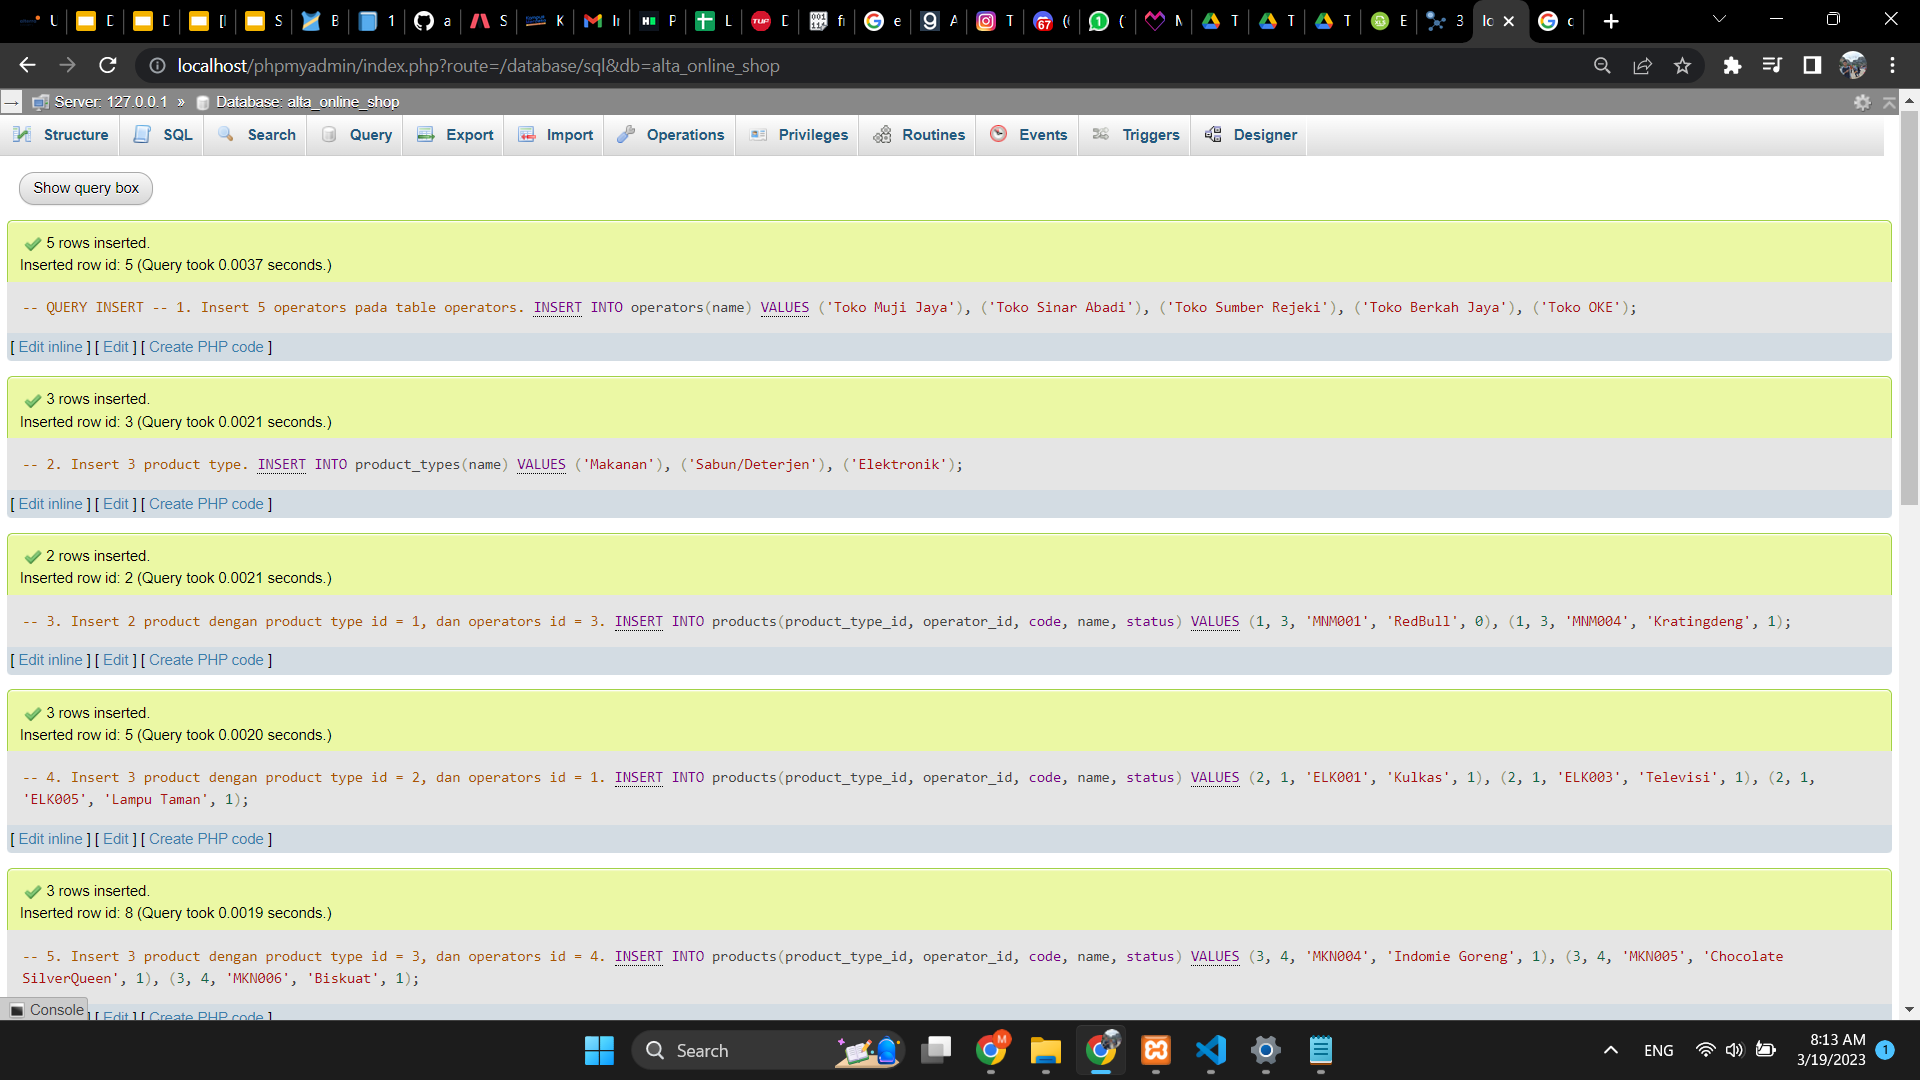 localhost/phpmyadmin/index.php?route=/database/sql&db=alta_online_shop
Server: 127.0.0.1 » Database: alta_online_shop
Structure SQL Search Query Export Import Operations Privileges Routines Events Triggers Designer
Show query box
5 rows inserted.
Inserted row id: 5 (Query took 0.0037 seconds.)
-- QUERY INSERT -- 1. Insert 5 operators pada table operators. INSERT INTO operators(name) VALUES ('Toko Muji Jaya'), ('Toko Sinar Abadi'), ('Toko Sumber Rejeki'), ('Toko Berkah Jaya'), ('Toko OKE');
[ Edit inline ] [ Edit ] [ Create PHP code ]
3 rows inserted.
Inserted row id: 3 (Query took 0.0021 seconds.)
-- 2. Insert 3 product type. INSERT INTO product_types(name) VALUES ('Makanan'), ('Sabun/Deterjen'), ('Elektronik');
[ Edit inline ] [ Edit ] [ Create PHP code ]
2 rows inserted.
Inserted row id: 2 (Query took 0.0021 seconds.)
-- 3. Insert 2 product dengan product type id = 1, dan operators id = 3. INSERT INTO products(product_type_id, operator_id, code, name, status) VALUES (1, 3, 'MNM001', 'RedBull', 0), (1, 3, 'MNM004', 'Kratingdeng', 1);
[ Edit inline ] [ Edit ] [ Create PHP code ]
3 rows inserted.
Inserted row id: 5 (Query took 0.0020 seconds.)
-- 4. Insert 3 product dengan product type id = 2, dan operators id = 1. INSERT INTO products(product_type_id, operator_id, code, name, status) VALUES (2, 1, 'ELK001', 'Kulkas', 1), (2, 1, 'ELK003', 'Televisi', 1), (2, 1,
'ELK005', 'Lampu Taman', 1);
[ Edit inline ] [ Edit ] [ Create PHP code ]
3 rows inserted.
Inserted row id: 8 (Query took 0.0019 seconds.)
-- 5. Insert 3 product dengan product type id = 3, dan operators id = 4. INSERT INTO products(product_type_id, operator_id, code, name, status) VALUES (3, 4, 'MKN004', 'Indomie Goreng', 1), (3, 4, 'MKN005', 'Chocolate
SilverQueen', 1), (3, 4, 'MKN006', 'Biskuat', 1);
Console ] [ Edit ] [ Create PHP code ]
Search
ENG
8:13 AM
3/19/2023
1